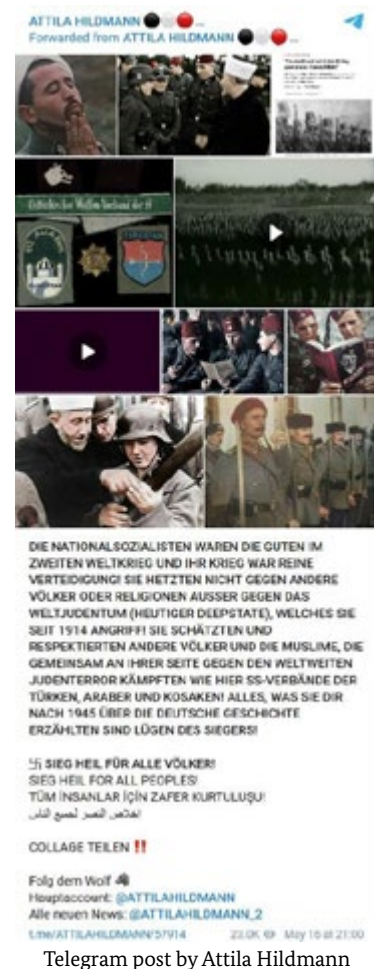 ATTILA HILDMANN ⚫⚪🔴...
Forwarded from ATTILA HILDMANN ⚫⚪🔴...
DIE NATIONALSOZIALISTEN WAREN DIE GUTEN IM
ZWEITEN WELTKRIEG UND IHR KRIEG WAR REINE
VERTEIDIGUNG! SIE HETZTEN NICHT GEGEN ANDERE
VÖLKER ODER RELIGIONEN AUSSER GEGEN DAS
WELTJUDENTUM (HEUTIGER DEEPSTATE), WELCHES SIE
SEIT 1914 ANGRIFF! SIE SCHÄTZTEN UND
RESPEKTIERTEN ANDERE VÖLKER UND DIE MUSLIME, DIE
GEMEINSAM AN IHRER SEITE GEGEN DEN WELTWEITEN
JUDENTERROR KÄMPFTEN WIE HIER SS-VERBÄNDE DER
TÜRKEN, ARABER UND KOSAKEN! ALLES, WAS SIE DIR
NACH 1945 ÜBER DIE DEUTSCHE GESCHICHTE
ERZÄHLTEN SIND LÜGEN DES SIEGERS!
卐 SIEG HEIL FÜR ALLE VÖLKER!
SIEG HEIL FOR ALL PEOPLES!
TÜM İNSANLAR İÇİN ZAFER KURTULUŞU!
النصر لجميع الناس
COLLAGE TEILEN ‼️
Folg dem Wolf
Hauptaccount: @ATTILAHILDMANN
Alle neuen News: @ATTILAHILDMANN_2
t.me/ATTILAHILDMANN/57914 23.0K May 16 at 21:00
Telegram post by Attila Hildmann